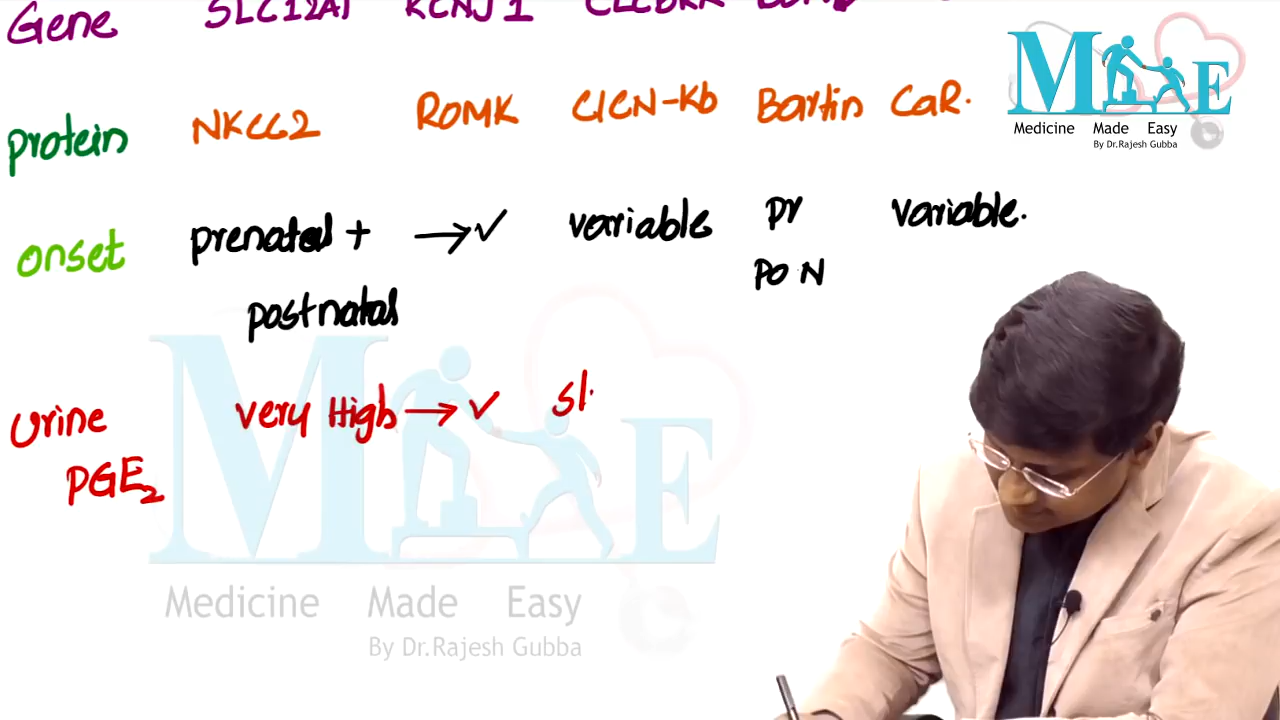 Gene SLC12A1 KCNJ1
protein NKCC2 ROMK ClCN-Kb Bartin CaR.
onset prenatal + → ✓ variable pr variable.
postnatal PO N
Urine very High → ✓ sl
PGE₂
M E
Medicine Made Easy
By Dr.Rajesh Gubba
M E
Medicine Made Easy
By Dr.Rajesh Gubba